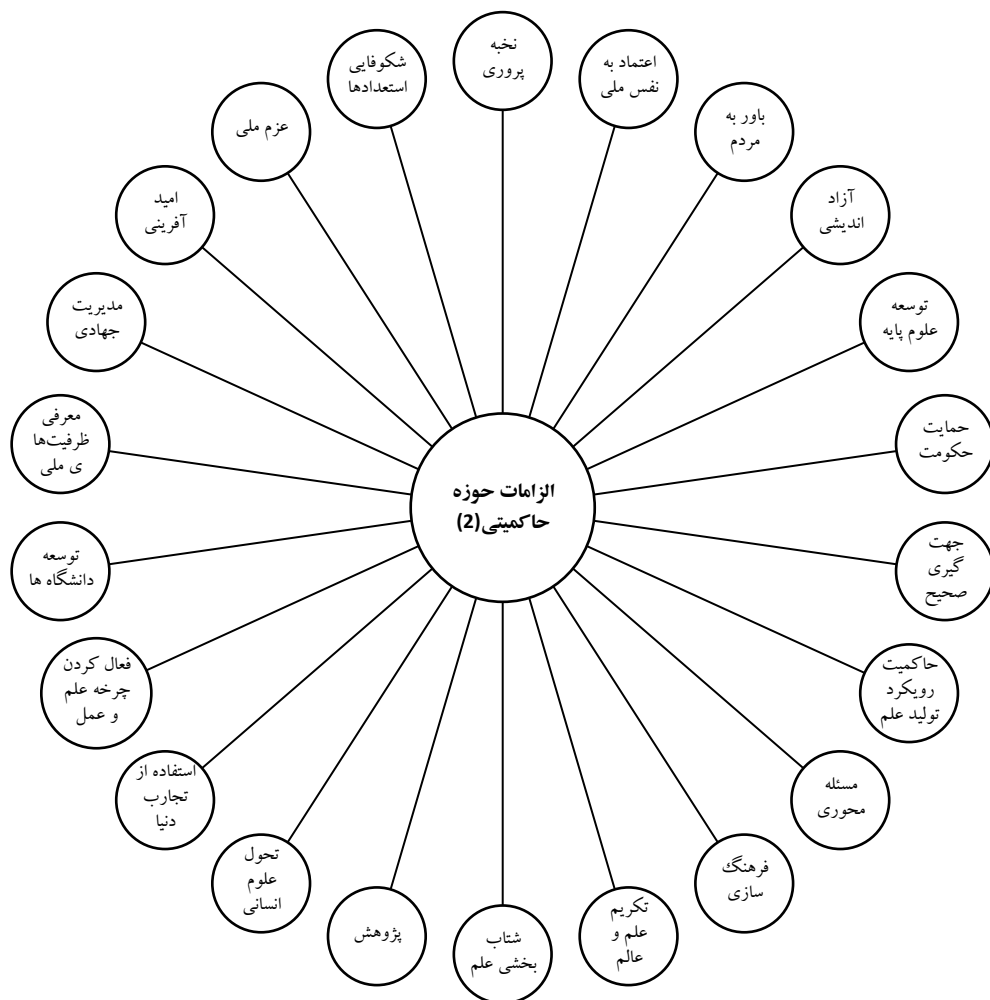 الزامات حوزه
حاکمیتی(2)
نخبه
پروری
اعتماد به
نفس ملی
باور به
مردم
آزاد
اندیشی
توسعه
علوم پایه
حمایت
حکومت
جهت
گیری
صحیح
حاکمیت
رویکرد
تولید علم
مسئله
محوری
فرهنگ
سازی
تکریم
علم و
عالم
شتاب
بخشی علم
پژوهش
تحول
علوم
انسانی
استفاده از
تجارب
دنیا
فعال کردن
چرخه علم
و عمل
توسعه
دانشگاه ها
معرفی
ظرفیت‌ها
ی ملی
مدیریت
جهادی
امید
آفرینی
عزم ملی
شکوفایی
استعدادها